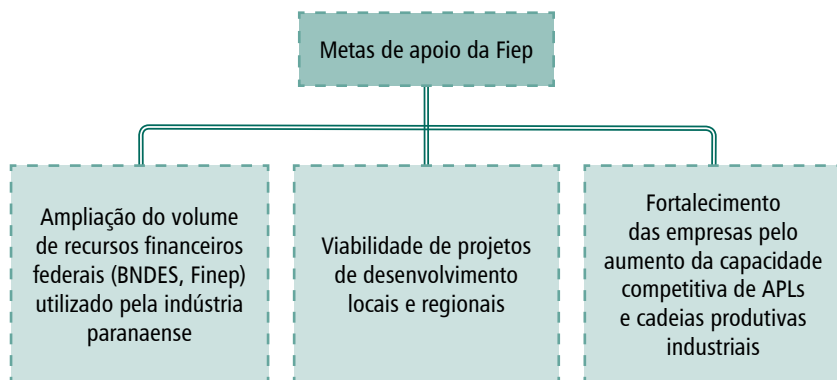 Metas de apoio da Fiep
Ampliação do volume
de recursos financeiros
federais (BNDES, Finep)
utilizado pela indústria
paranaense
Viabilidade de projetos
de desenvolvimento
locais e regionais
Fortalecimento
das empresas pelo
aumento da capacidade
competitiva de APLs
e cadeias produtivas
industriais